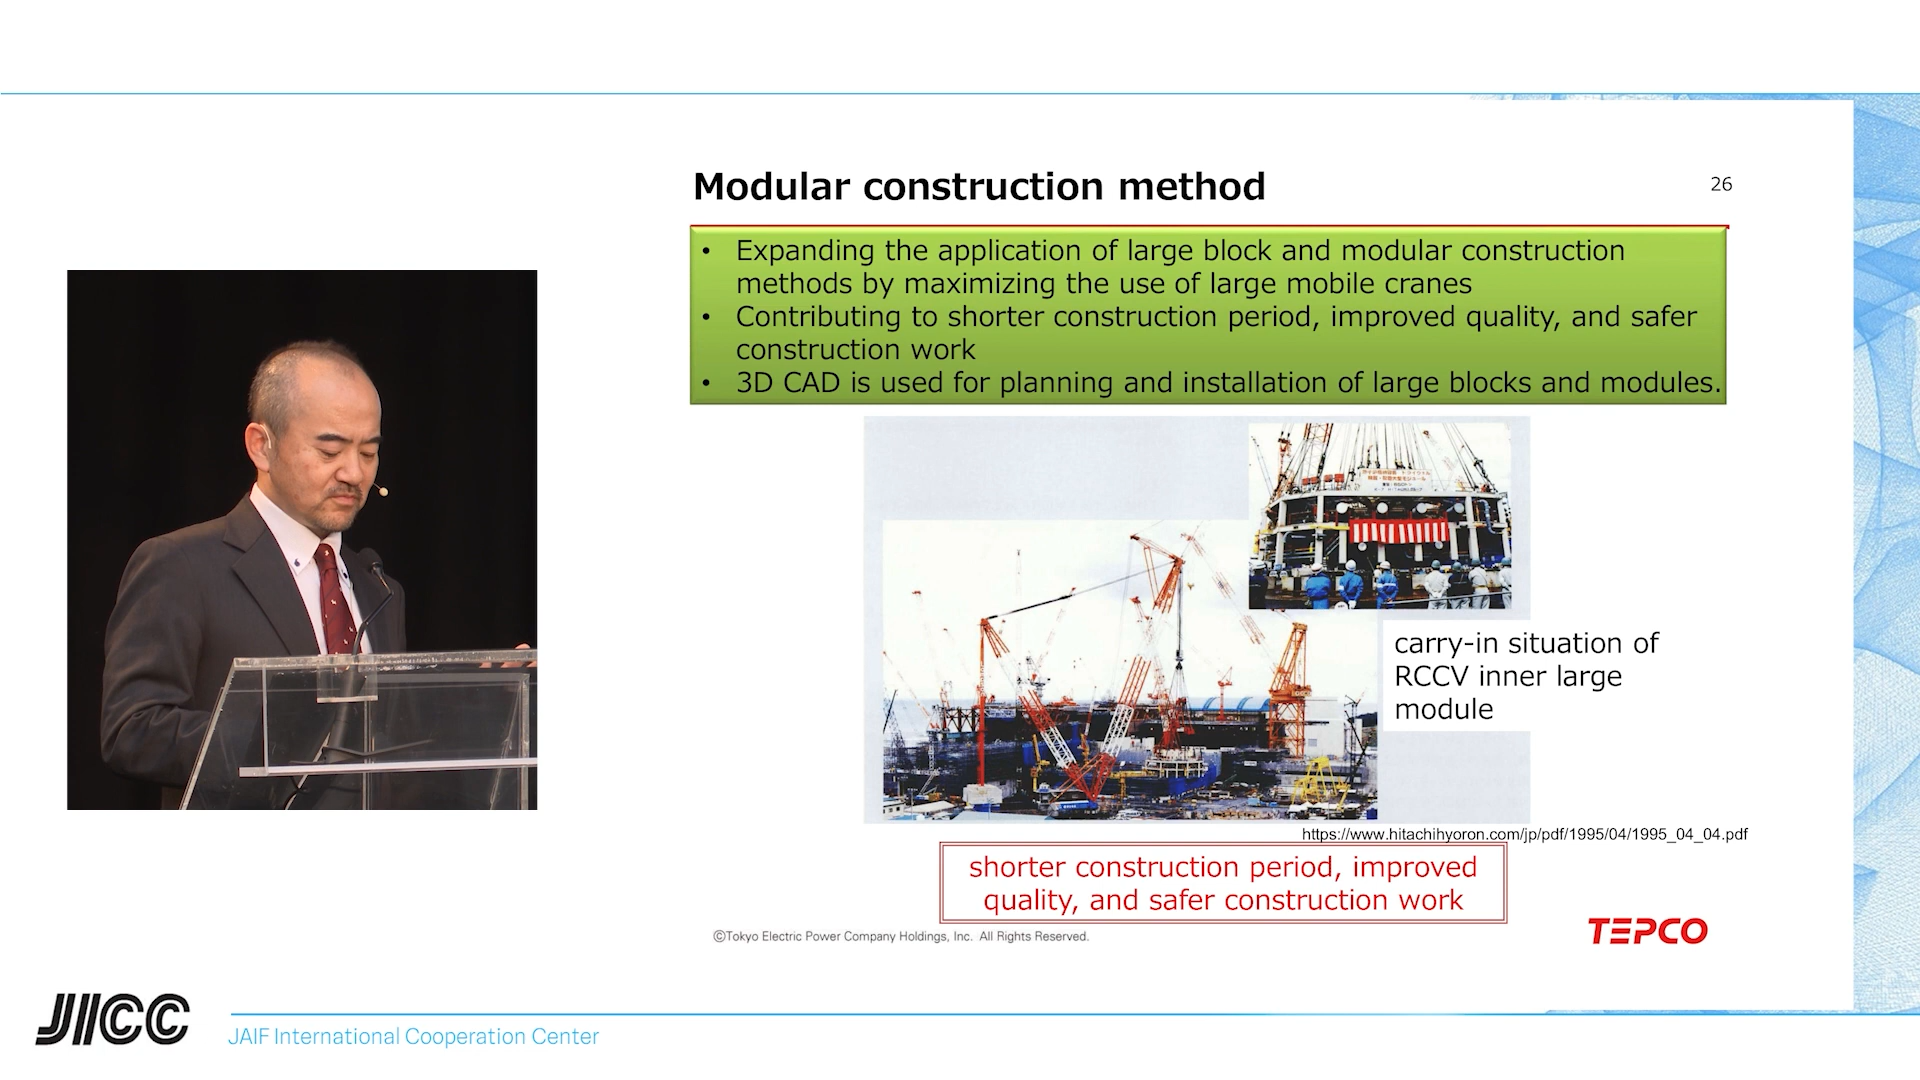 Modular construction method
26
• Expanding the application of large block and modular construction
methods by maximizing the use of large mobile cranes
• Contributing to shorter construction period, improved quality, and safer
construction work
• 3D CAD is used for planning and installation of large blocks and modules.
carry-in situation of
RCCV inner large
module
https://www.hitachihyoron.com/jp/pdf/1995/04/1995_04_04.pdf
shorter construction period, improved
quality, and safer construction work
©Tokyo Electric Power Company Holdings, Inc. All Rights Reserved.
TEPCO
JICC
JAIF International Cooperation Center